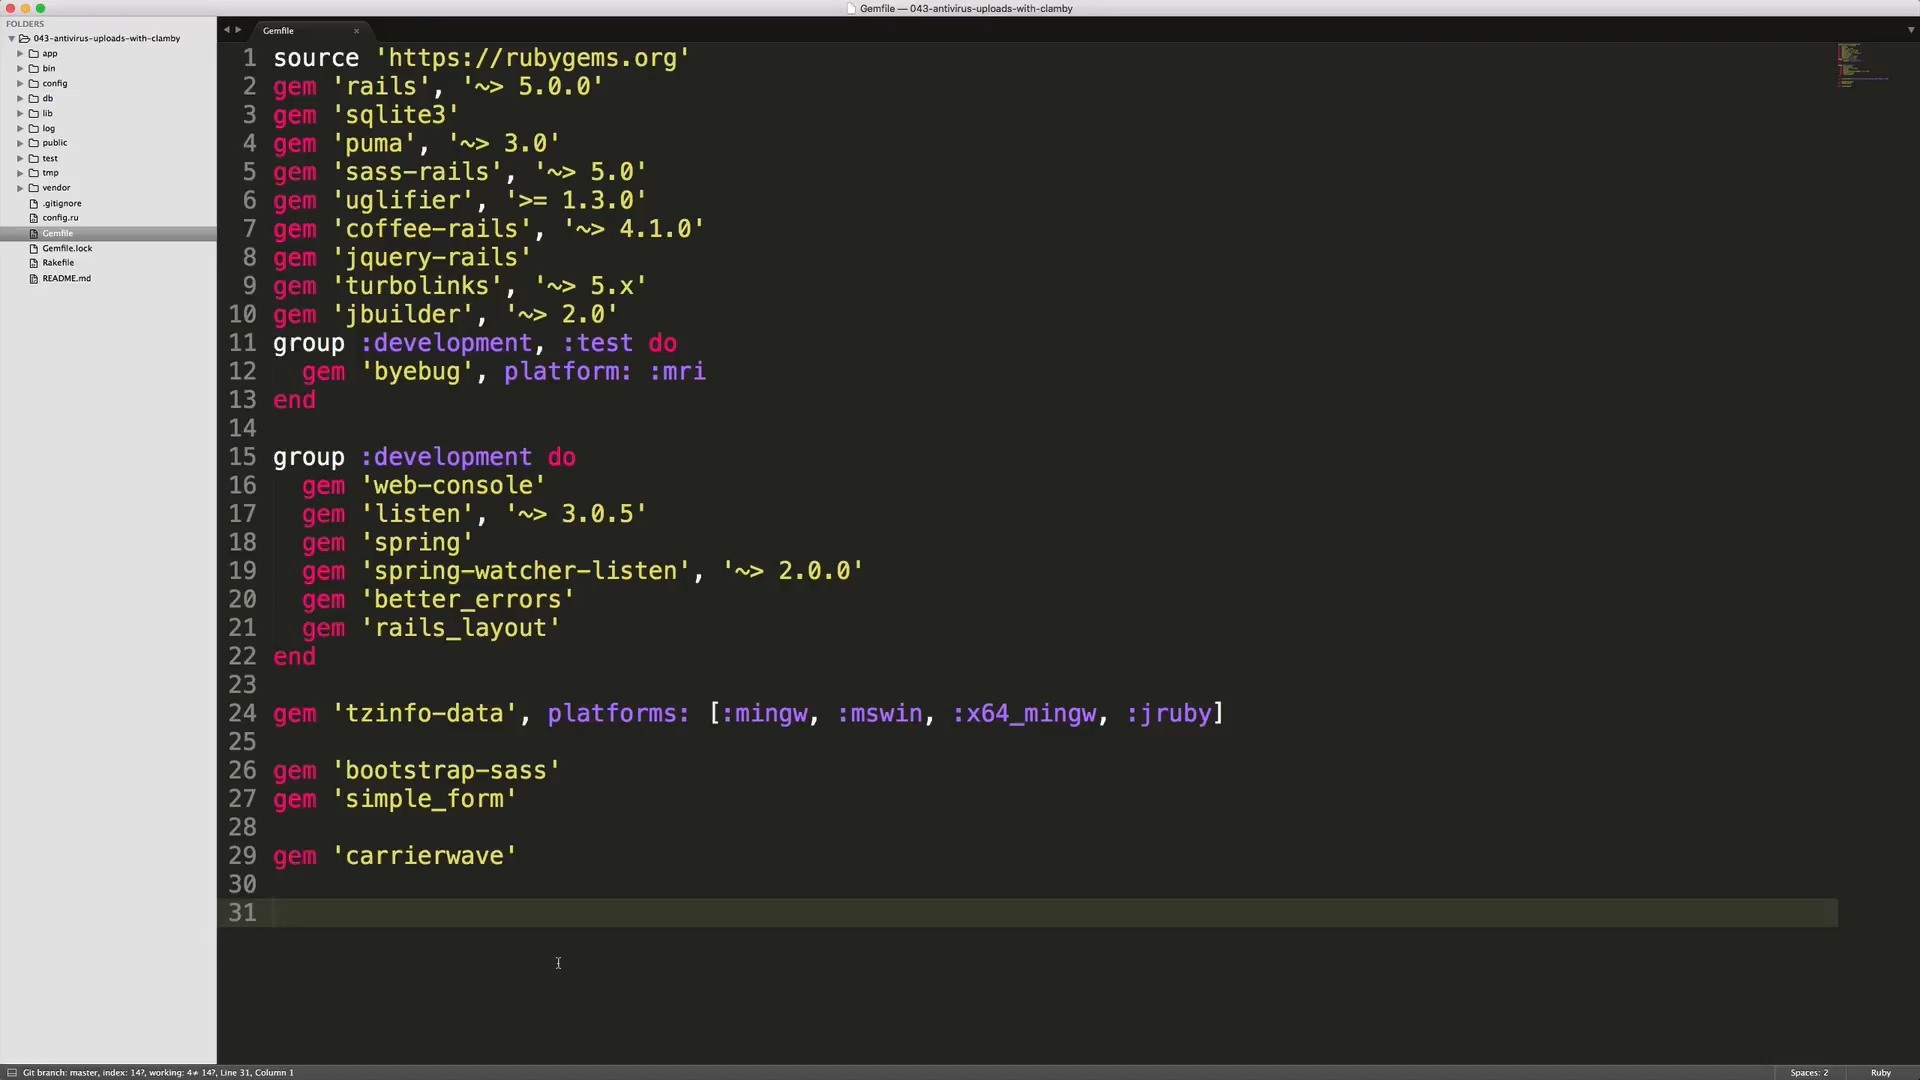 Gemfile — 043-antivirus-uploads-with-clamby
FOLDERS
043-antivirus-uploads-with-clamby
app
bin
config
db
lib
log
public
test
tmp
vendor
.gitignore
config.ru
Gemfile
Gemfile.lock
Rakefile
README.md
Gemfile
1 source 'https://rubygems.org'
2 gem 'rails', '~> 5.0.0'
3 gem 'sqlite3'
4 gem 'puma', '~> 3.0'
5 gem 'sass-rails', '~> 5.0'
6 gem 'uglifier', '>= 1.3.0'
7 gem 'coffee-rails', '~> 4.1.0'
8 gem 'jquery-rails'
9 gem 'turbolinks', '~> 5.x'
10 gem 'jbuilder', '~> 2.0'
11 group :development, :test do
12   gem 'byebug', platform: :mri
13 end
14
15 group :development do
16   gem 'web-console'
17   gem 'listen', '~> 3.0.5'
18   gem 'spring'
19   gem 'spring-watcher-listen', '~> 2.0.0'
20   gem 'better_errors'
21   gem 'rails_layout'
22 end
23
24 gem 'tzinfo-data', platforms: [:mingw, :mswin, :x64_mingw, :jruby]
25
26 gem 'bootstrap-sass'
27 gem 'simple_form'
28
29 gem 'carrierwave'
30
31
Git branch: master, index: 14?, working: 4≠ 14?, Line 31, Column 1
Spaces: 2
Ruby